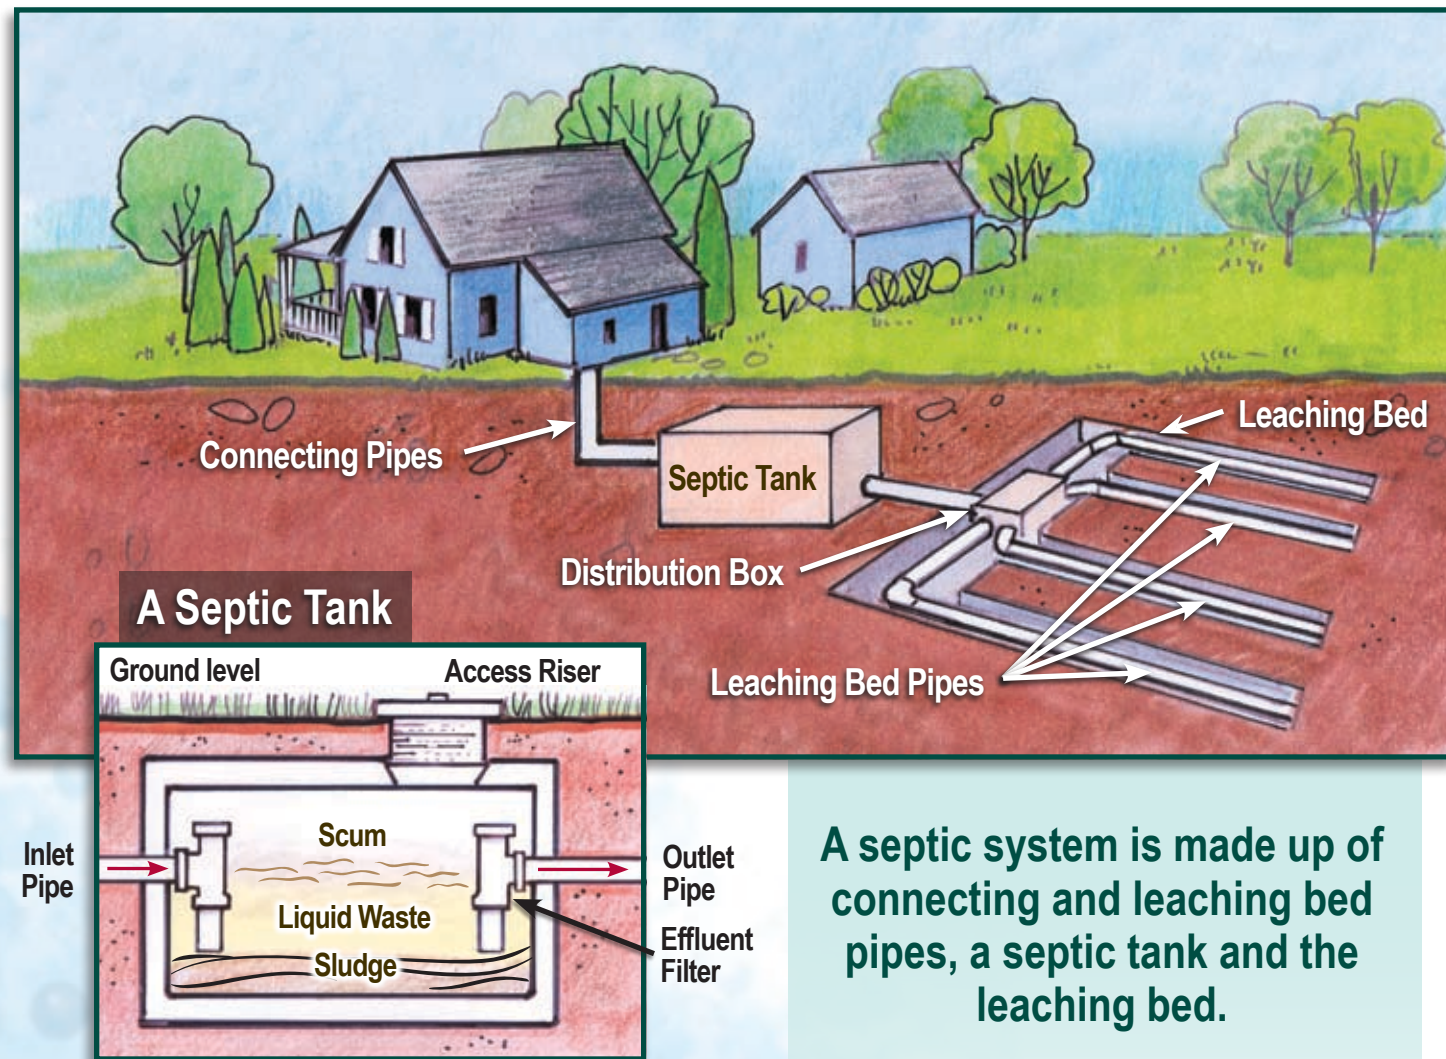 Leaching Bed
Connecting Pipes
Septic Tank
Distribution Box
Leaching Bed Pipes
A Septic Tank
Ground level
Access Riser
Scum
Inlet
Pipe
Outlet
Pipe
Liquid Waste
Effluent
Filter
Sludge
A septic system is made up of
connecting and leaching bed
pipes, a septic tank and the
leaching bed.